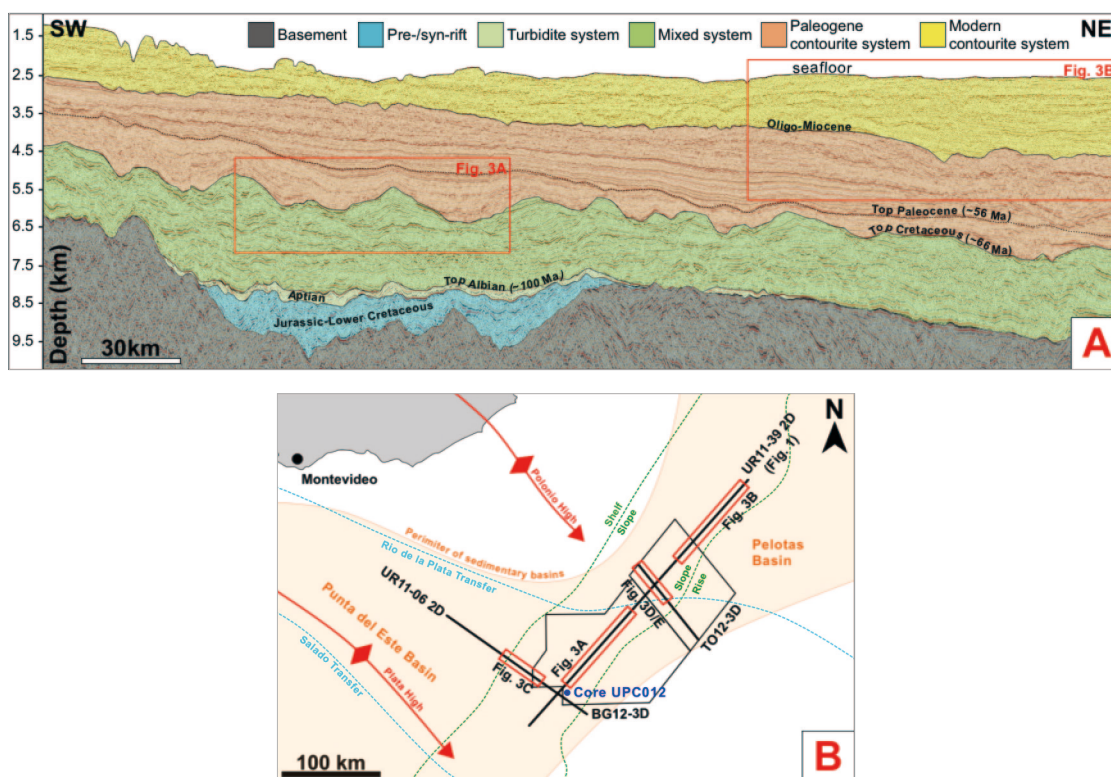 SW
NE
Basement
Pre-/syn-rift
Turbidite system
Mixed system
Paleogene
contourite system
Modern
contourite system
1.5
2.5
3.5
4.5
5.5
6.5
7.5
8.5
9.5
Depth (km)
seafloor
Fig. 3B
Oligo-Miocene
Fig. 3A
Top Paleocene (~56 Ma)
Top Cretaceous (~66Ma)
Top Albian (~100 Ma)
Aptian
Jurassic-Lower Cretaceous
30km
A
N
Montevideo
Polonio High
Shelf
Slope
UR11-39 2D
(Fig. 1)
Fig. 3B
Perimiter of sedimentary basins
Rio de la Plata Transfer
Pelotas
Basin
Slope
Rise
UR11-06 2D
Fig. 3D/E
TO12-3D
Punta del Este Basin
Fig. 3A
Fig. 3C
Salado Transfer
Plata High
Core UPC012
BG12-3D
100 km
B